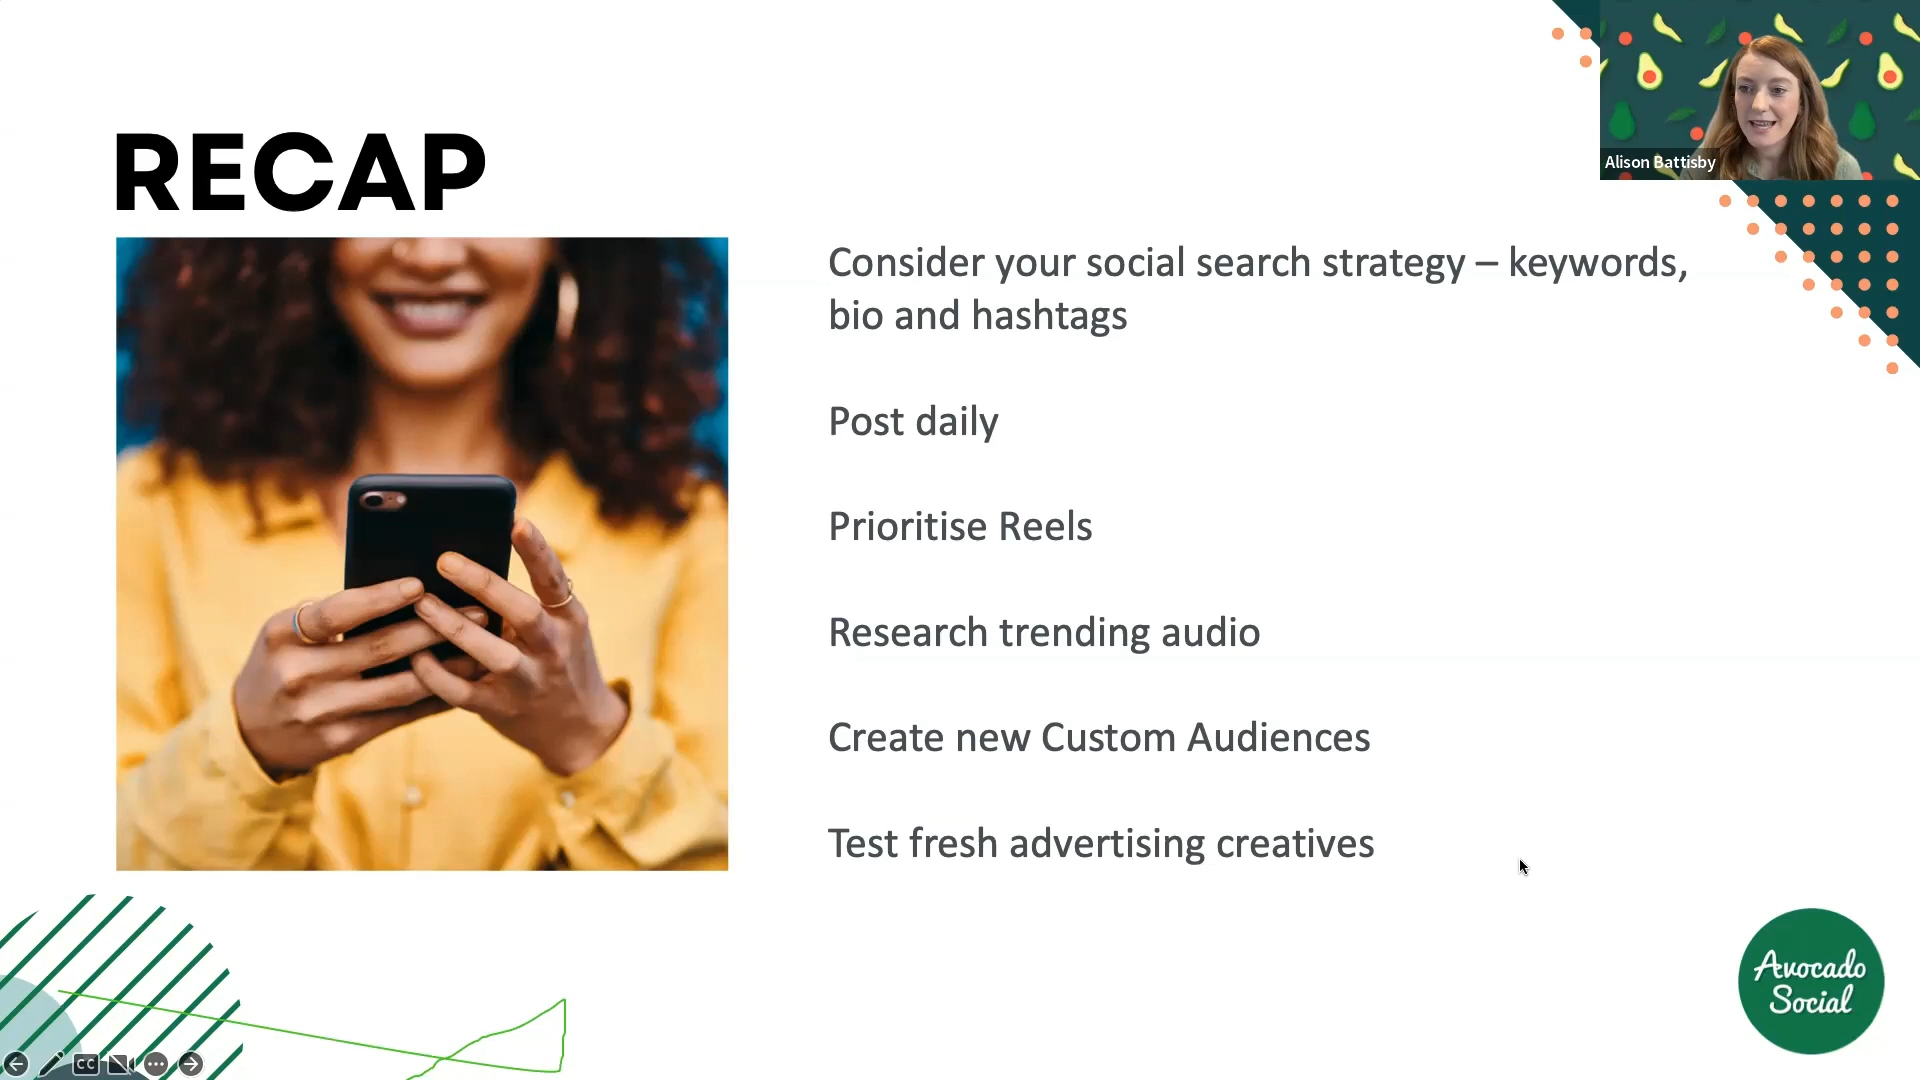 Alison Battisby
RECAP
Consider your social search strategy – keywords,
bio and hashtags
Post daily
Prioritise Reels
Research trending audio
Create new Custom Audiences
Test fresh advertising creatives
Avocado
Social
CC